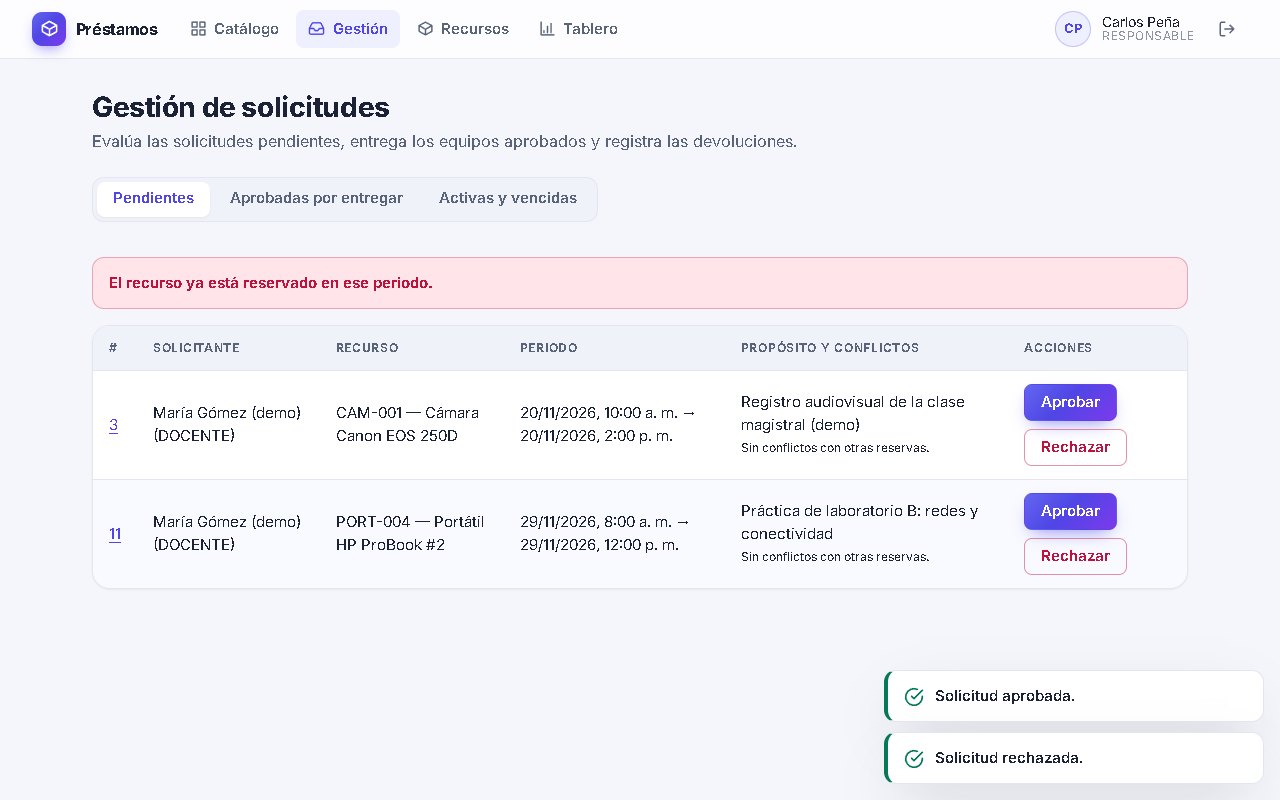 Préstamos
Catálogo
Gestión
Recursos
Tablero
CP
Carlos Peña
RESPONSABLE
Gestión de solicitudes
Evalúa las solicitudes pendientes, entrega los equipos aprobados y registra las devoluciones.
Pendientes
Aprobadas por entregar
Activas y vencidas
El recurso ya está reservado en ese periodo.
# SOLICITANTE RECURSO PERIODO PROPÓSITO Y CONFLICTOS ACCIONES
3
María Gómez (demo)
(DOCENTE)
CAM-001 — Cámara
Canon EOS 250D
20/11/2026, 10:00 a. m. →
20/11/2026, 2:00 p. m.
Registro audiovisual de la clase
magistral (demo)
Sin conflictos con otras reservas.
Aprobar
Rechazar
11
María Gómez (demo)
(DOCENTE)
PORT-004 — Portátil
HP ProBook #2
29/11/2026, 8:00 a. m. →
29/11/2026, 12:00 p. m.
Práctica de laboratorio B: redes y
conectividad
Sin conflictos con otras reservas.
Aprobar
Rechazar
Solicitud aprobada.
Solicitud rechazada.